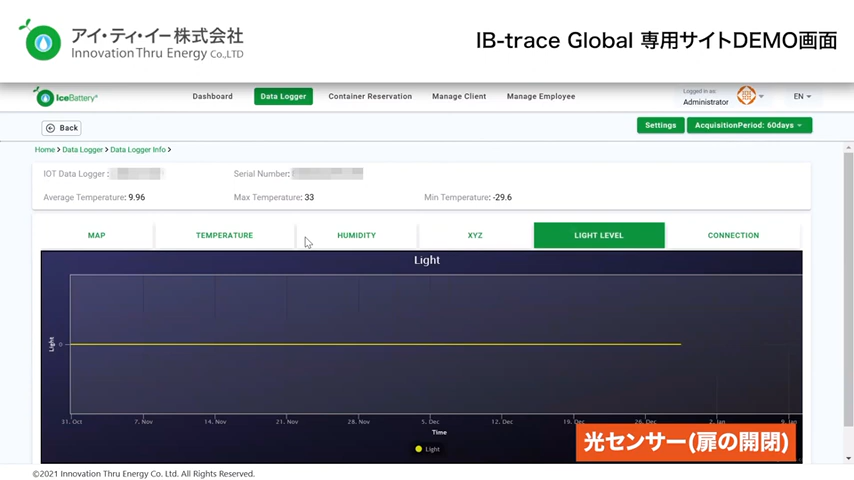 アイ・ティ・イー株式会社
Innovation Thru Energy Co.,LTD
IB-trace Global 専用サイトDEMO画面
IceBattery®
Dashboard
Data Logger
Container Reservation
Manage Client
Manage Employee
Logged in as:
Administrator
EN
Back
Settings
AcquisitionPeriod: 60days
Home > Data Logger > Data Logger Info >
IOT Data Logger :
Serial Number:
Average Temperature: 9.96
Max Temperature: 33
Min Temperature: -29.6
MAP
TEMPERATURE
HUMIDITY
XYZ
LIGHT LEVEL
CONNECTION
Light
Light
0
31. Oct
7. Nov
14. Nov
21. Nov
28. Nov
5. Dec
12. Dec
19. Dec
26. Dec
2. Jan
9. Jan
Time
Light
光センサー(扉の開閉)
©2021 Innovation Thru Energy Co. Ltd. All Rights Reserved.